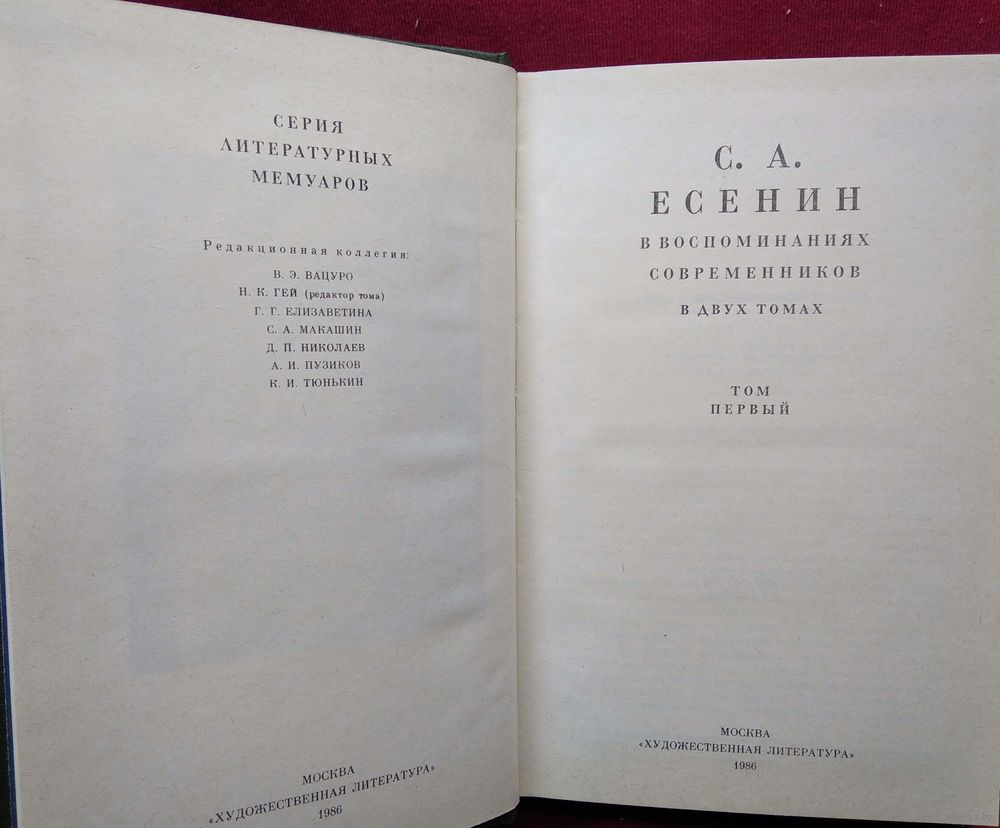 СЕРИЯ
ЛИТЕРАТУРНЫХ
МЕМУАРОВ
Редакционная коллегия:
В. Э. ВАЦУРО
Н. К. ГЕЙ (редактор тома)
Г. Г. ЕЛИЗАВЕТИНА
С. А. МАКАШИН
Д. П. НИКОЛАЕВ
А. И. ПУЗИКОВ
К. И. ТЮНЬКИН
МОСКВА
«ХУДОЖЕСТВЕННАЯ ЛИТЕРАТУРА»
1986
С. А.
ЕСЕНИН
В ВОСПОМИНАНИЯХ
СОВРЕМЕННИКОВ
В ДВУХ ТОМАХ
ТОМ
ПЕРВЫЙ
МОСКВА
«ХУДОЖЕСТВЕННАЯ ЛИТЕРАТУРА»
1986